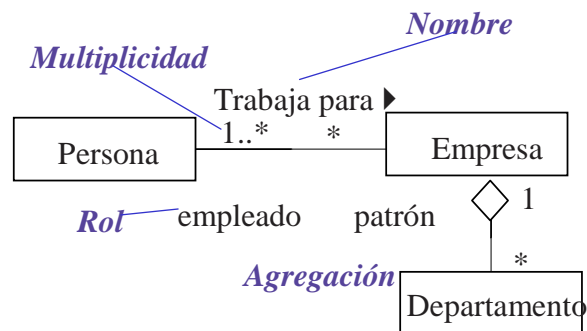 Nombre
Multiplicidad
Trabaja para
1..* *
Persona
Empresa
Rol empleado patrón
1
Agregación
*
Departamento